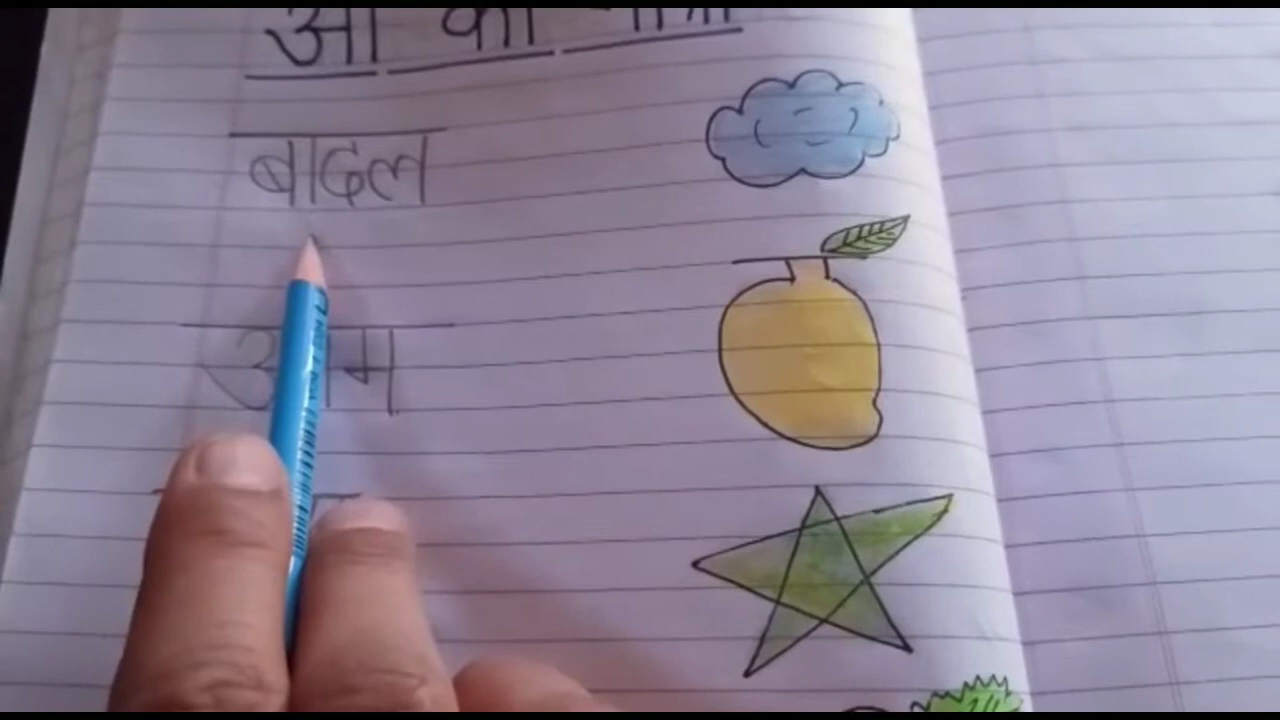 आ की मात्रा
बादल
आम